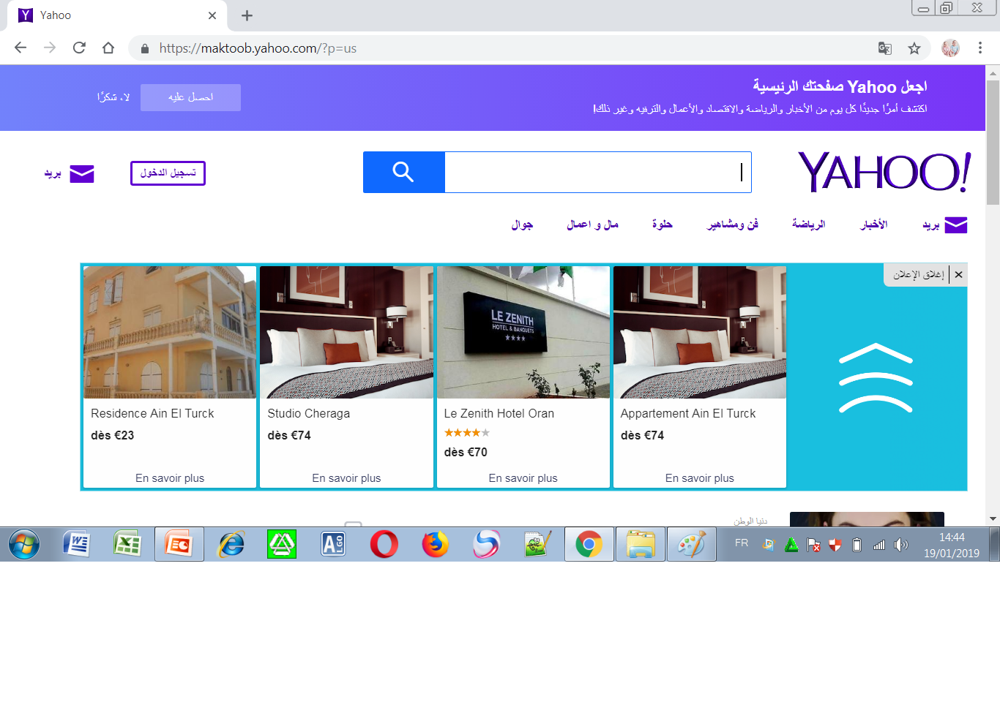 Yahoo
https://maktoob.yahoo.com/?p=us
اجعل Yahoo صفحتك الرئيسية
اكتشف أمرًا جديدًا كل يوم من الأخبار والرياضة والاقتصاد والأعمال والترفيه وغير ذلك!
احصل عليه
لا، شكرًا
YAHOO!
تسجيل الدخول
بريد
بريد الأخبار الرياضة فن ومشاهير حلوة مال و اعمال جوال
إغلاق الإعلان
LE ZENITH
HOTEL & BANQUETS
Residence Ain El Turck
dès €23
En savoir plus
Studio Cheraga
dès €74
En savoir plus
Le Zenith Hotel Oran
dès €70
En savoir plus
Appartement Ain El Turck
dès €74
En savoir plus
دنيا الوطن
ALGO
FR
14:44
19/01/2019